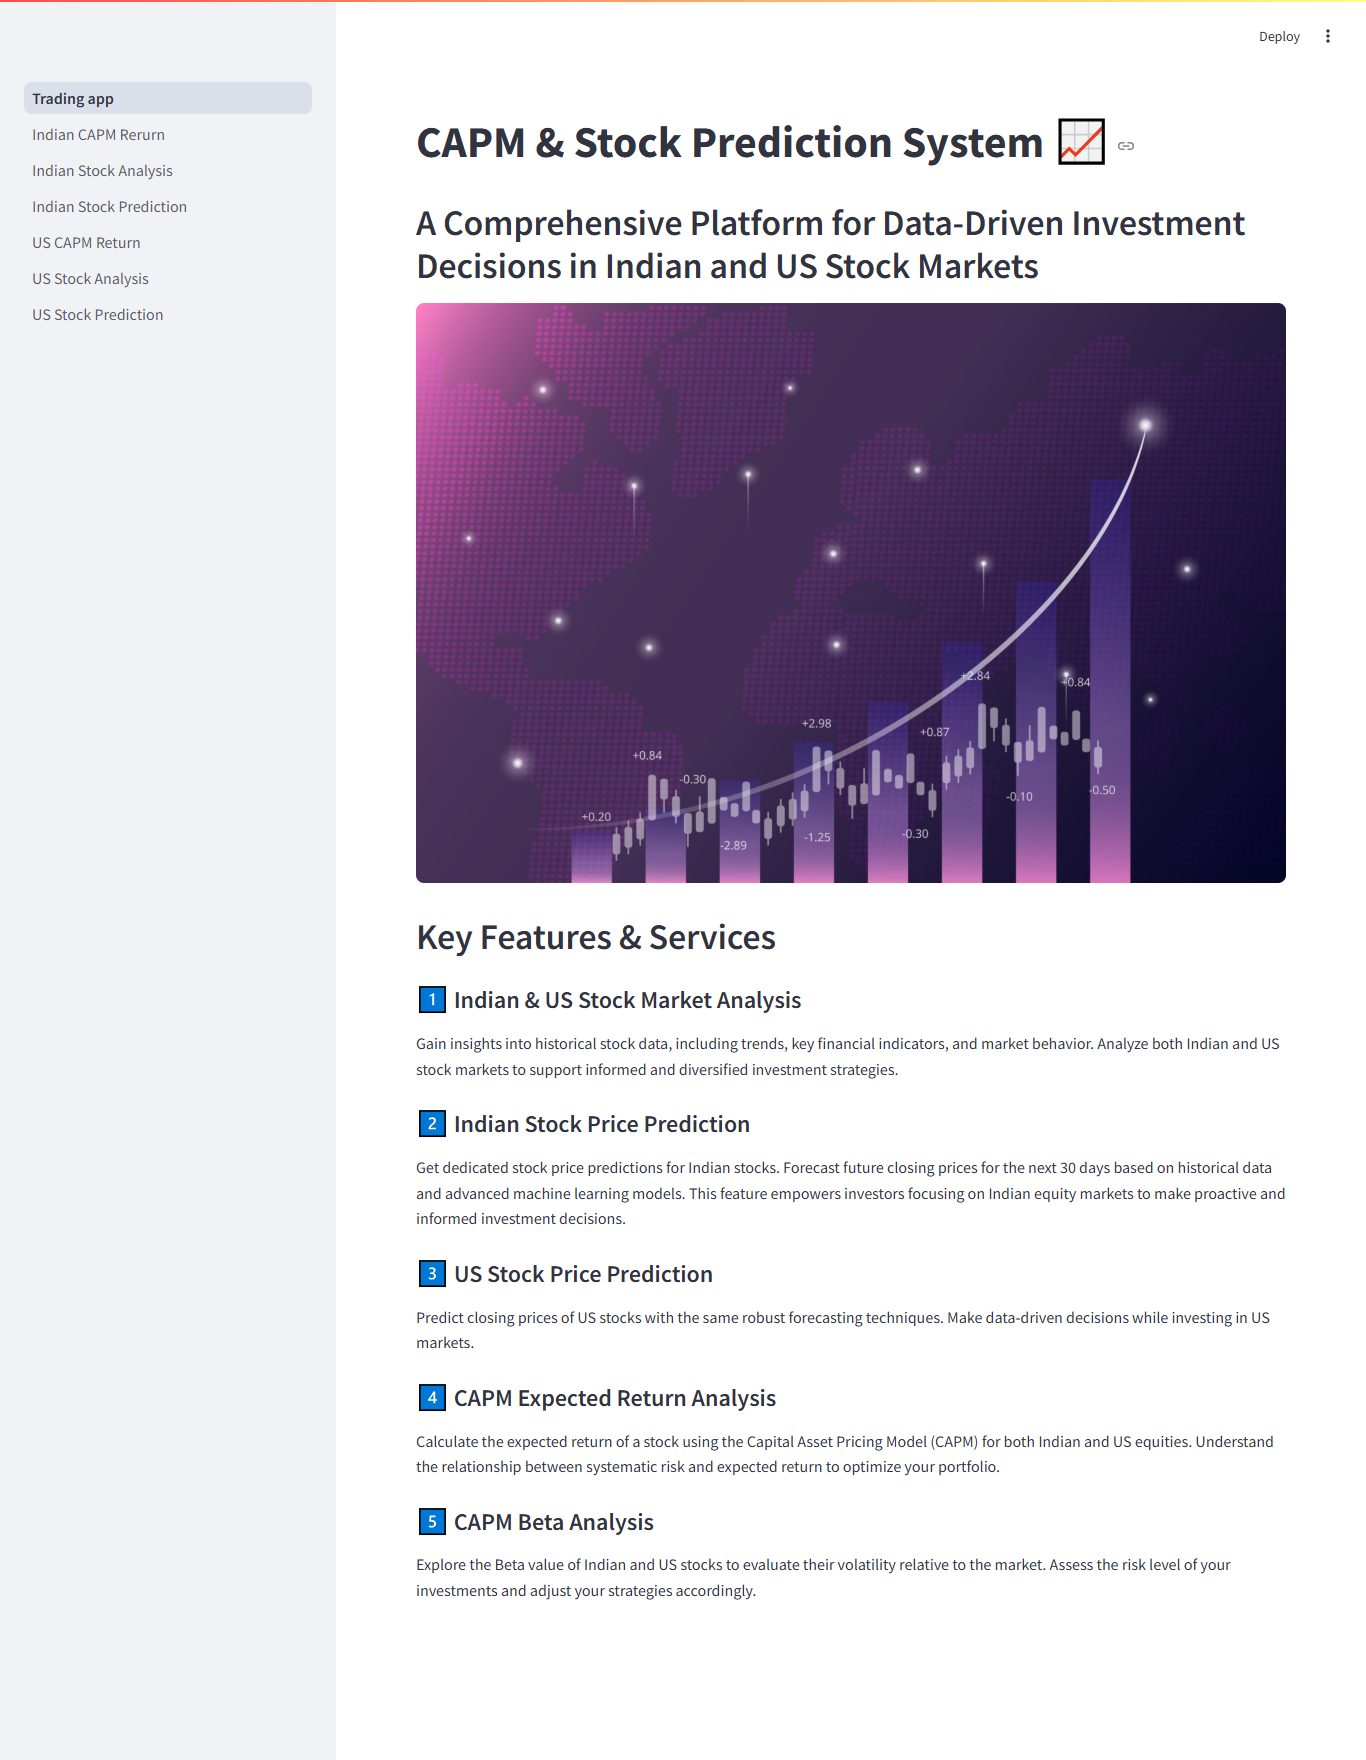 Deploy
Trading app
Indian CAPM Rerurn
Indian Stock Analysis
Indian Stock Prediction
US CAPM Return
US Stock Analysis
US Stock Prediction
CAPM & Stock Prediction System
A Comprehensive Platform for Data-Driven Investment
Decisions in Indian and US Stock Markets
+2.84
+0.84
+2.98
+0.87
+0.84
-0.30
-0.50
-0.10
+0.20
-0.30
-1.25
-2.89
Key Features & Services
1 Indian & US Stock Market Analysis
Gain insights into historical stock data, including trends, key financial indicators, and market behavior. Analyze both Indian and US
stock markets to support informed and diversified investment strategies.
2 Indian Stock Price Prediction
Get dedicated stock price predictions for Indian stocks. Forecast future closing prices for the next 30 days based on historical data
and advanced machine learning models. This feature empowers investors focusing on Indian equity markets to make proactive and
informed investment decisions.
3 US Stock Price Prediction
Predict closing prices of US stocks with the same robust forecasting techniques. Make data-driven decisions while investing in US
markets.
4 CAPM Expected Return Analysis
Calculate the expected return of a stock using the Capital Asset Pricing Model (CAPM) for both Indian and US equities. Understand
the relationship between systematic risk and expected return to optimize your portfolio.
5 CAPM Beta Analysis
Explore the Beta value of Indian and US stocks to evaluate their volatility relative to the market. Assess the risk level of your
investments and adjust your strategies accordingly.